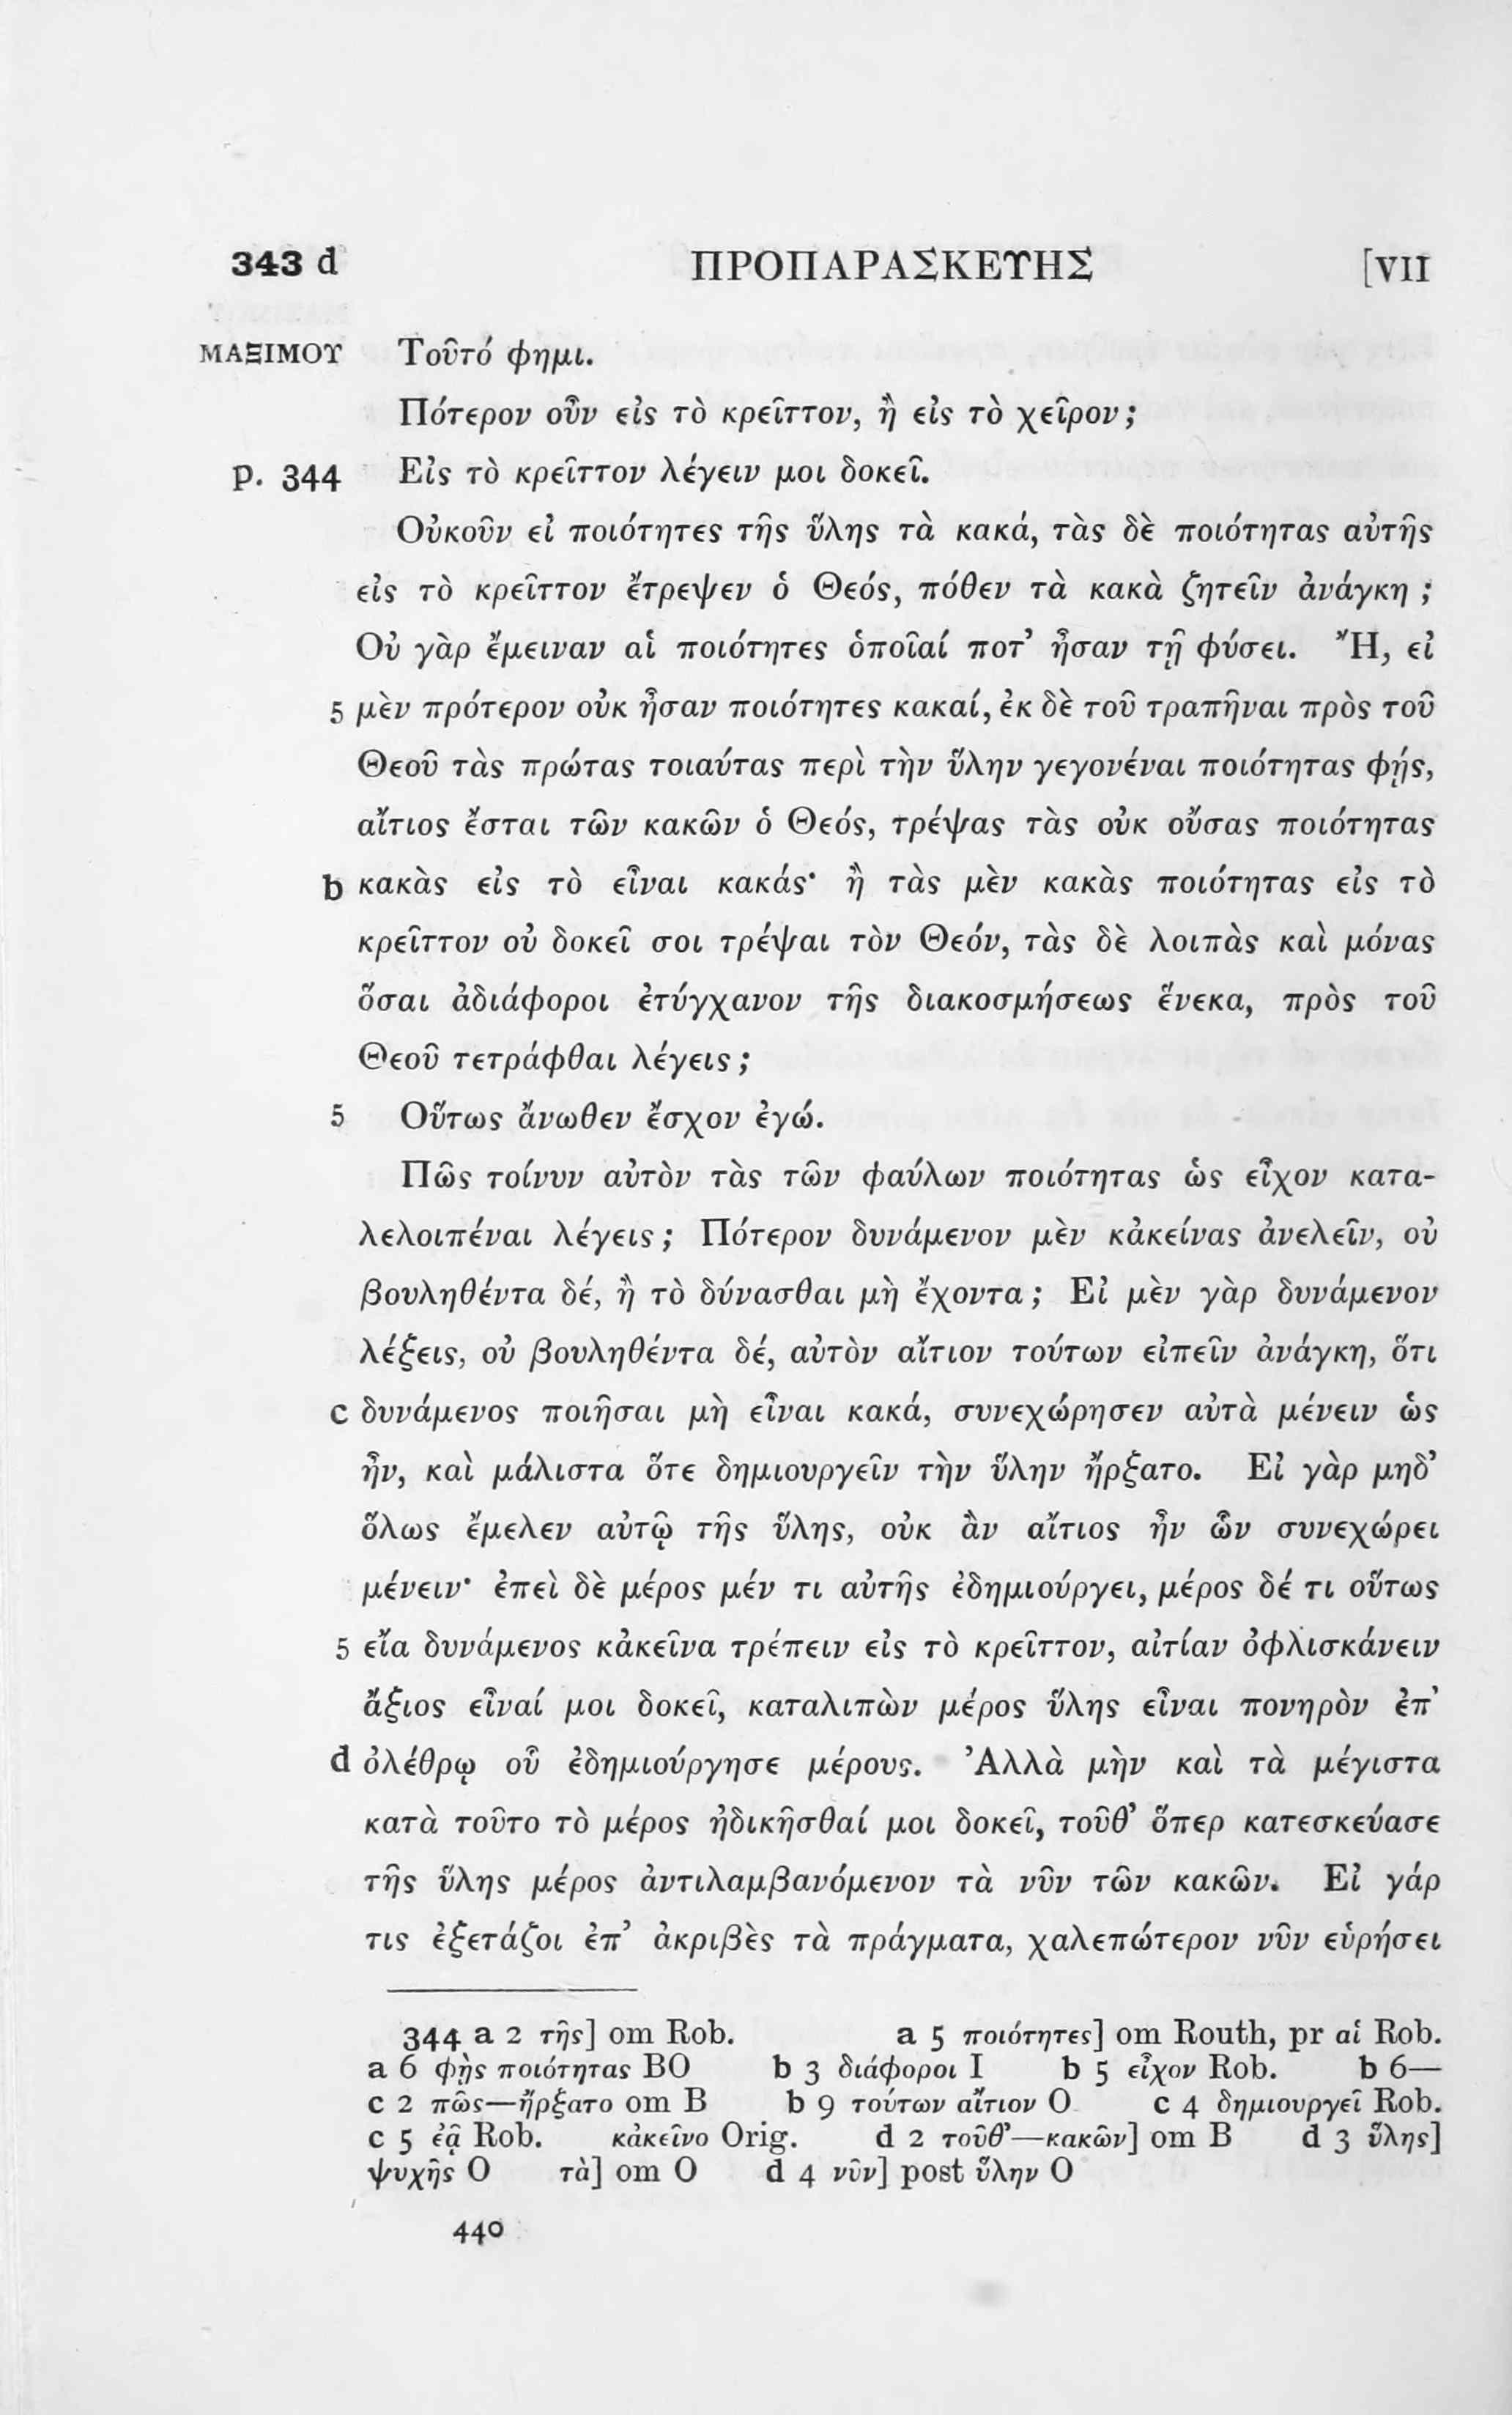 343 d ΠΡΟΠΑΡΑΣΚΕΥΗΣ [VII
ΜΑΞΙΜΟΥ Τοῦτό φημι.
Πότερον οὖν εἰς τὸ κρεῖττον, ἢ εἰς τὸ χεῖρον;
p. 344 Εἰς τὸ κρεῖττον λέγειν μοι δοκεῖ.
Οὐκοῦν εἰ ποιότητες τῆς ὕλης τὰ κακά, τὰς δὲ ποιότητας αὐτῆς
εἰς τὸ κρεῖττον ἔτρεψεν ὁ Θεός, πόθεν τὰ κακὰ ζητεῖν ἀνάγκη;
Οὐ γὰρ ἔμειναν αἱ ποιότητες ὁποῖαί ποτ’ ἦσαν τῇ φύσει. Ἤ, εἰ
5 μὲν πρότερον οὐκ ἦσαν ποιότητες κακαί, ἐκ δὲ τοῦ τραπῆναι πρὸς τοῦ
Θεοῦ τὰς πρώτας τοιαύτας περὶ τὴν ὕλην γεγονέναι ποιότητας φῄς,
αἴτιος ἔσται τῶν κακῶν ὁ Θεός, τρέψας τὰς οὐκ οὔσας ποιότητας
b κακὰς εἰς τὸ εἶναι κακάς· ἢ τὰς μὲν κακὰς ποιότητας εἰς τὸ
κρεῖττον οὐ δοκεῖ σοι τρέψαι τὸν Θεόν, τὰς δὲ λοιπὰς καὶ μόνας
ὅσαι ἀδιάφοροι ἐτύγχανον τῆς διακοσμήσεως ἕνεκα, πρὸς τοῦ
Θεοῦ τετράφθαι λέγεις;
5 Οὕτως ἄνωθεν ἔσχον ἐγώ.
Πῶς τοίνυν αὐτὸν τὰς τῶν φαύλων ποιότητας ὡς εἶχον κατα-
λελοιπέναι λέγεις; Πότερον δυνάμενον μὲν κἀκείνας ἀνελεῖν, οὐ
βουληθέντα δέ, ἢ τὸ δύνασθαι μὴ ἔχοντα; Εἰ μὲν γὰρ δυνάμενον
λέξεις, οὐ βουληθέντα δέ, αὐτὸν αἴτιον τούτων εἰπεῖν ἀνάγκη, ὅτι
c δυνάμενος ποιῆσαι μὴ εἶναι κακά, συνεχώρησεν αὐτὰ μένειν ὡς
ἦν, καὶ μάλιστα ὅτε δημιουργεῖν τὴν ὕλην ἤρξατο. Εἰ γὰρ μηδ’
ὅλως ἔμελεν αὐτῷ τῆς ὕλης, οὐκ ἂν αἴτιος ἦν ὧν συνεχώρει
μένειν· ἐπεὶ δὲ μέρος μέν τι αὐτῆς ἐδημιούργει, μέρος δέ τι οὕτως
5 εἴα δυνάμενος κἀκεῖνα τρέπειν εἰς τὸ κρεῖττον, αἰτίαν ὀφλισκάνειν
ἄξιος εἶναί μοι δοκεῖ, καταλιπὼν μέρος ὕλης εἶναι πονηρὸν ἐπ’
d ὀλέθρῳ οὗ ἐδημιούργησε μέρους. Ἀλλὰ μὴν καὶ τὰ μέγιστα
κατὰ τοῦτο τὸ μέρος ἠδικῆσθαί μοι δοκεῖ, τοῦθ’ ὅπερ κατεσκεύασε
τῆς ὕλης μέρος ἀντιλαμβανόμενον τὰ νῦν τῶν κακῶν. Εἰ γάρ
τις ἐξετάζοι ἐπ’ ἀκριβὲς τὰ πράγματα, χαλεπώτερον νῦν εὑρήσει
344 a 2 τῆς] om Rob. a 5 ποιότητες] om Routh, pr αἱ Rob.
a 6 φῂς ποιότητας BO b 3 διάφοροι I b 5 εἶχον Rob. b 6—
c 2 πῶς—ἤρξατο om B b 9 τούτων αἴτιον O c 4 δημιουργεῖ Rob.
c 5 ἐᾷ Rob. κἀκεῖνο Orig. d 2 τοῦθ’—κακῶν] om B d 3 ὕλης]
ψυχῆς O τὰ] om O d 4 νῦν] post ὕλην O
440